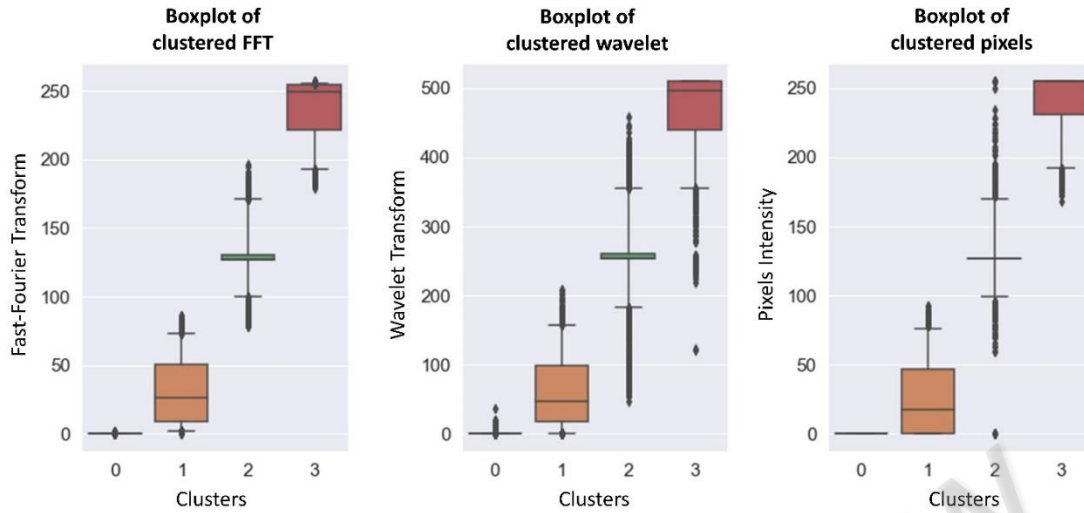 Boxplot of
clustered FFT
Boxplot of
clustered wavelet
Boxplot of
clustered pixels
Fast-Fourier Transform
250
200
150
100
50
0
0 1 2 3
Clusters
Wavelet Transform
500
400
300
200
100
0
0 1 2 3
Clusters
Pixels Intensity
250
200
150
100
50
0
0 1 2 3
Clusters